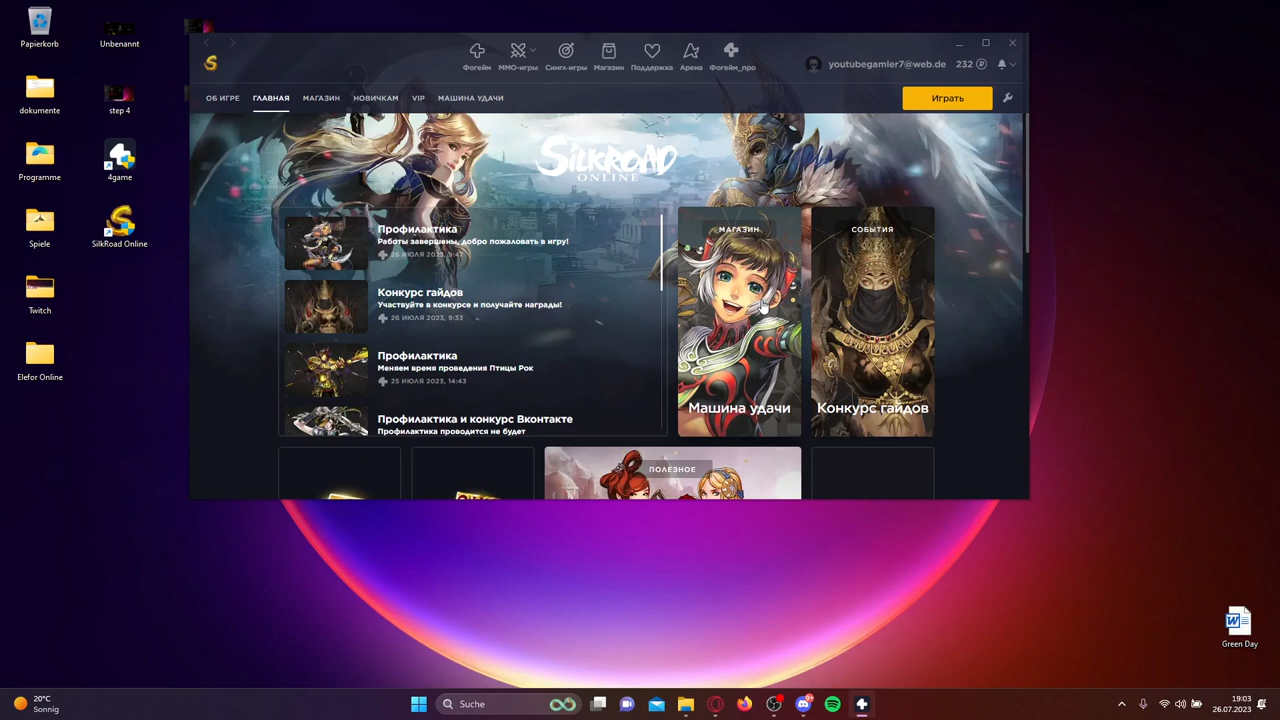 Papierkorb
Unbenannt
dokumente
step 4
Programme
4game
Spiele
SilkRoad Online
Twitch
Elefor Online
Фогейм
ММО-игры
Сингл-игры
Магазин
Поддержка
Арена
Фогейм_про
youtubegamler7@web.de
232 ₽
ОБ ИГРЕ
ГЛАВНАЯ
МАГАЗИН
НОВИЧКАМ
VIP
МАШИНА УДАЧИ
Играть
SILKROAD
ONLINE
Профилактика
Работы завершены, добро пожаловать в игру!
26 ИЮЛЯ 2023, 9:47
Конкурс гайдов
Участвуйте в конкурсе и получайте награды!
26 ИЮЛЯ 2023, 9:33
Профилактика
Меняем время проведения Птицы Рок
25 ИЮЛЯ 2023, 14:43
Профилактика и конкурс Вконтакте
Профилактика проводится не будет
МАГАЗИН
Машина удачи
СОБЫТИЯ
Конкурс гайдов
ПОЛЕЗНОЕ
Green Day
20°C
Sonnig
Suche
19:03
26.07.2023